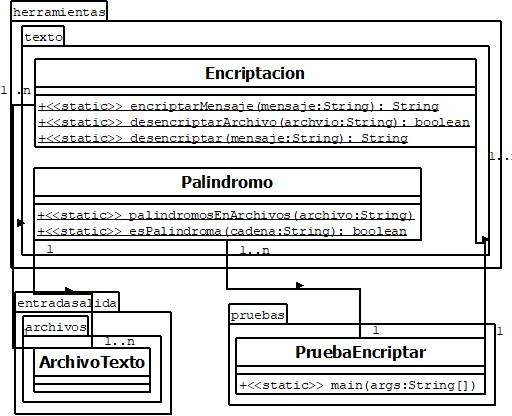 herramientas
texto
Encriptacion
1..n
+<<static>> encriptarMensaje(mensaje:String): String
+<<static>> desencriptarArchivo(archvio:String): boolean
+<<static>> desencriptar(mensaje:String): String
1..n
Palindromo
+<<static>> palindromosEnArchivos(archivo:String)
+<<static>> esPalindroma(cadena:String): boolean
1
1..n
entradasalida
archivos
1..n
ArchivoTexto
pruebas
1
1
PruebaEncriptar
+<<static>> main(args:String[])